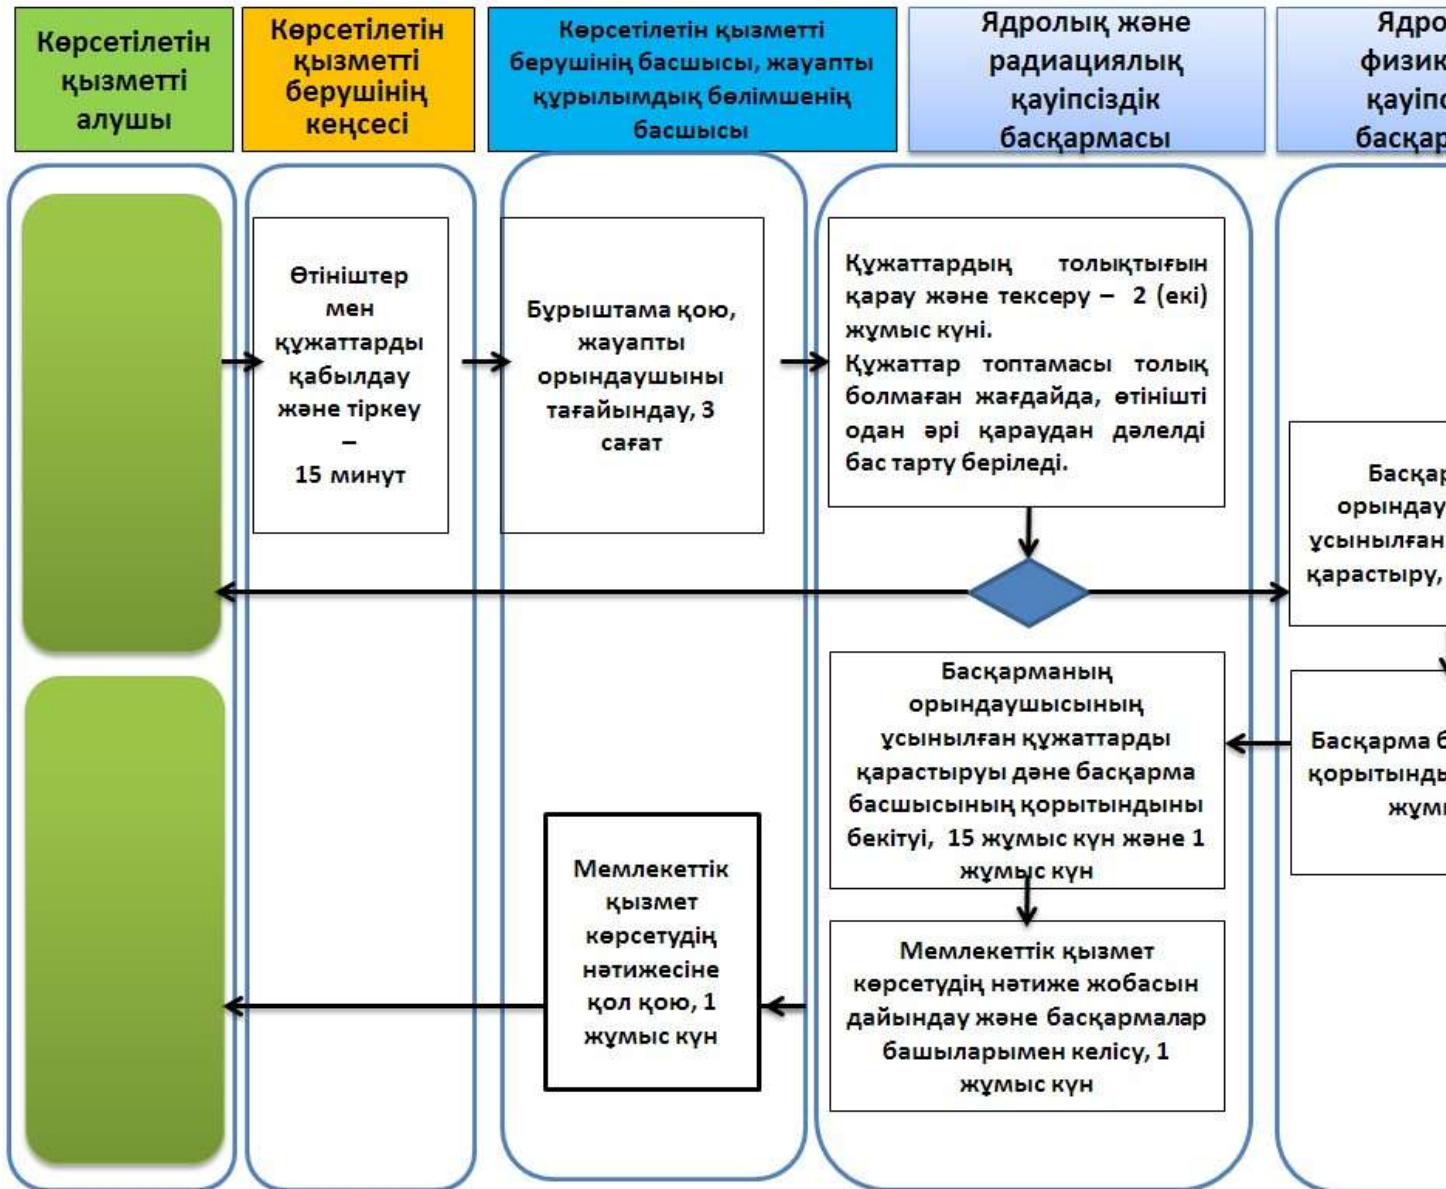 Көрсетілетін
қызметті
алушы
Көрсетілетін
қызметті
берушінің
кеңсесі
Көрсетілетін қызметті
берушінің басшысы, жауапты
құрылымдық бөлімшенің
басшысы
Ядролық және
радиациялық
қауіпсіздік
басқармасы
Өтініштер
мен
құжаттарды
қабылдау
және тіркеу
–
15 минут
Бұрыштама қою,
жауапты
орындаушыны
тағайындау, 3
сағат
Құжаттардың толықтығын
қарау және тексеру – 2 (екі)
жұмыс күні.
Құжаттар топтамасы толық
болмаған жағдайда, өтінішті
одан әрі қараудан дәлелді
бас тарту беріледі.
ұсынылған
қарастыру,
Басқарманың
орындаушысының
ұсынылған құжаттарды
қарастыруы дәне басқарма
басшысының қорытындыны
бекітуі, 15 жұмыс күн және 1
жұмыс күн
Басқарма
Мемлекеттік
қызмет
көрсетудің
нәтижесіне
қол қою, 1
жұмыс күн
Мемлекеттік қызмет
көрсетудің нәтиже жобасын
дайындау және басқармалар
башыларымен келісу, 1
жұмыс күн